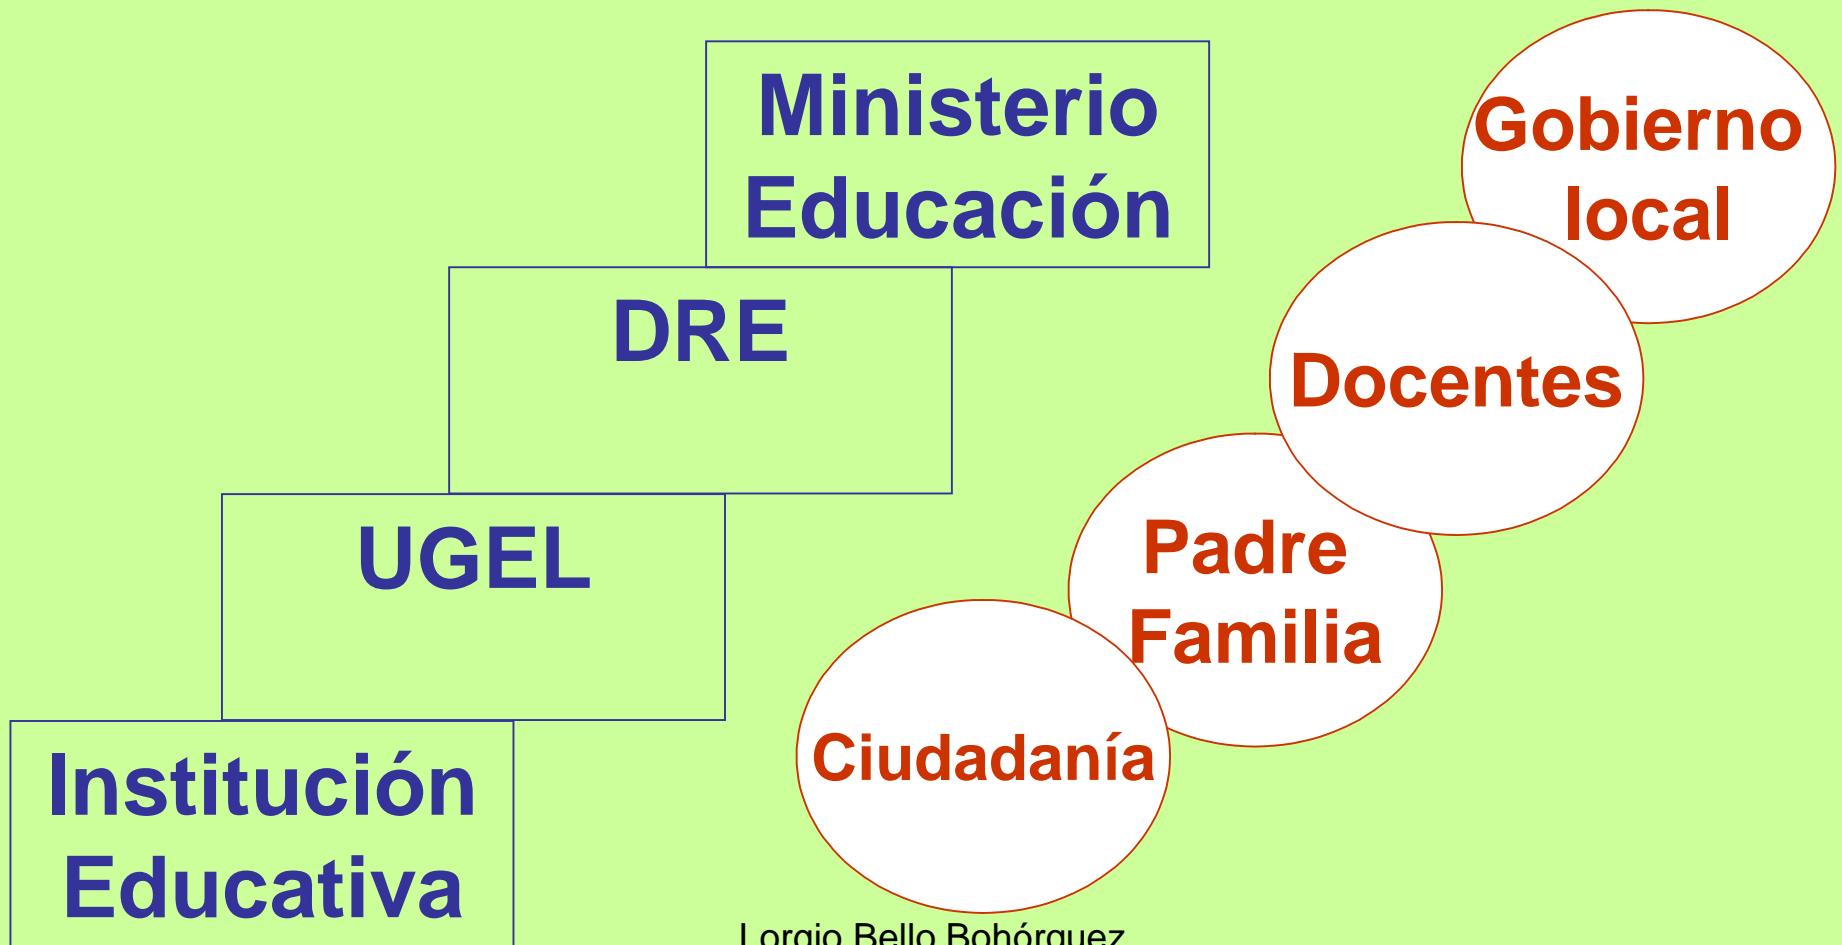 Ministerio
Educación
DRE
UGEL
Institución
Educativa
Gobierno
local
Docentes
Padre
Familia
Ciudadanía
Lorgio Bello Bohórquez